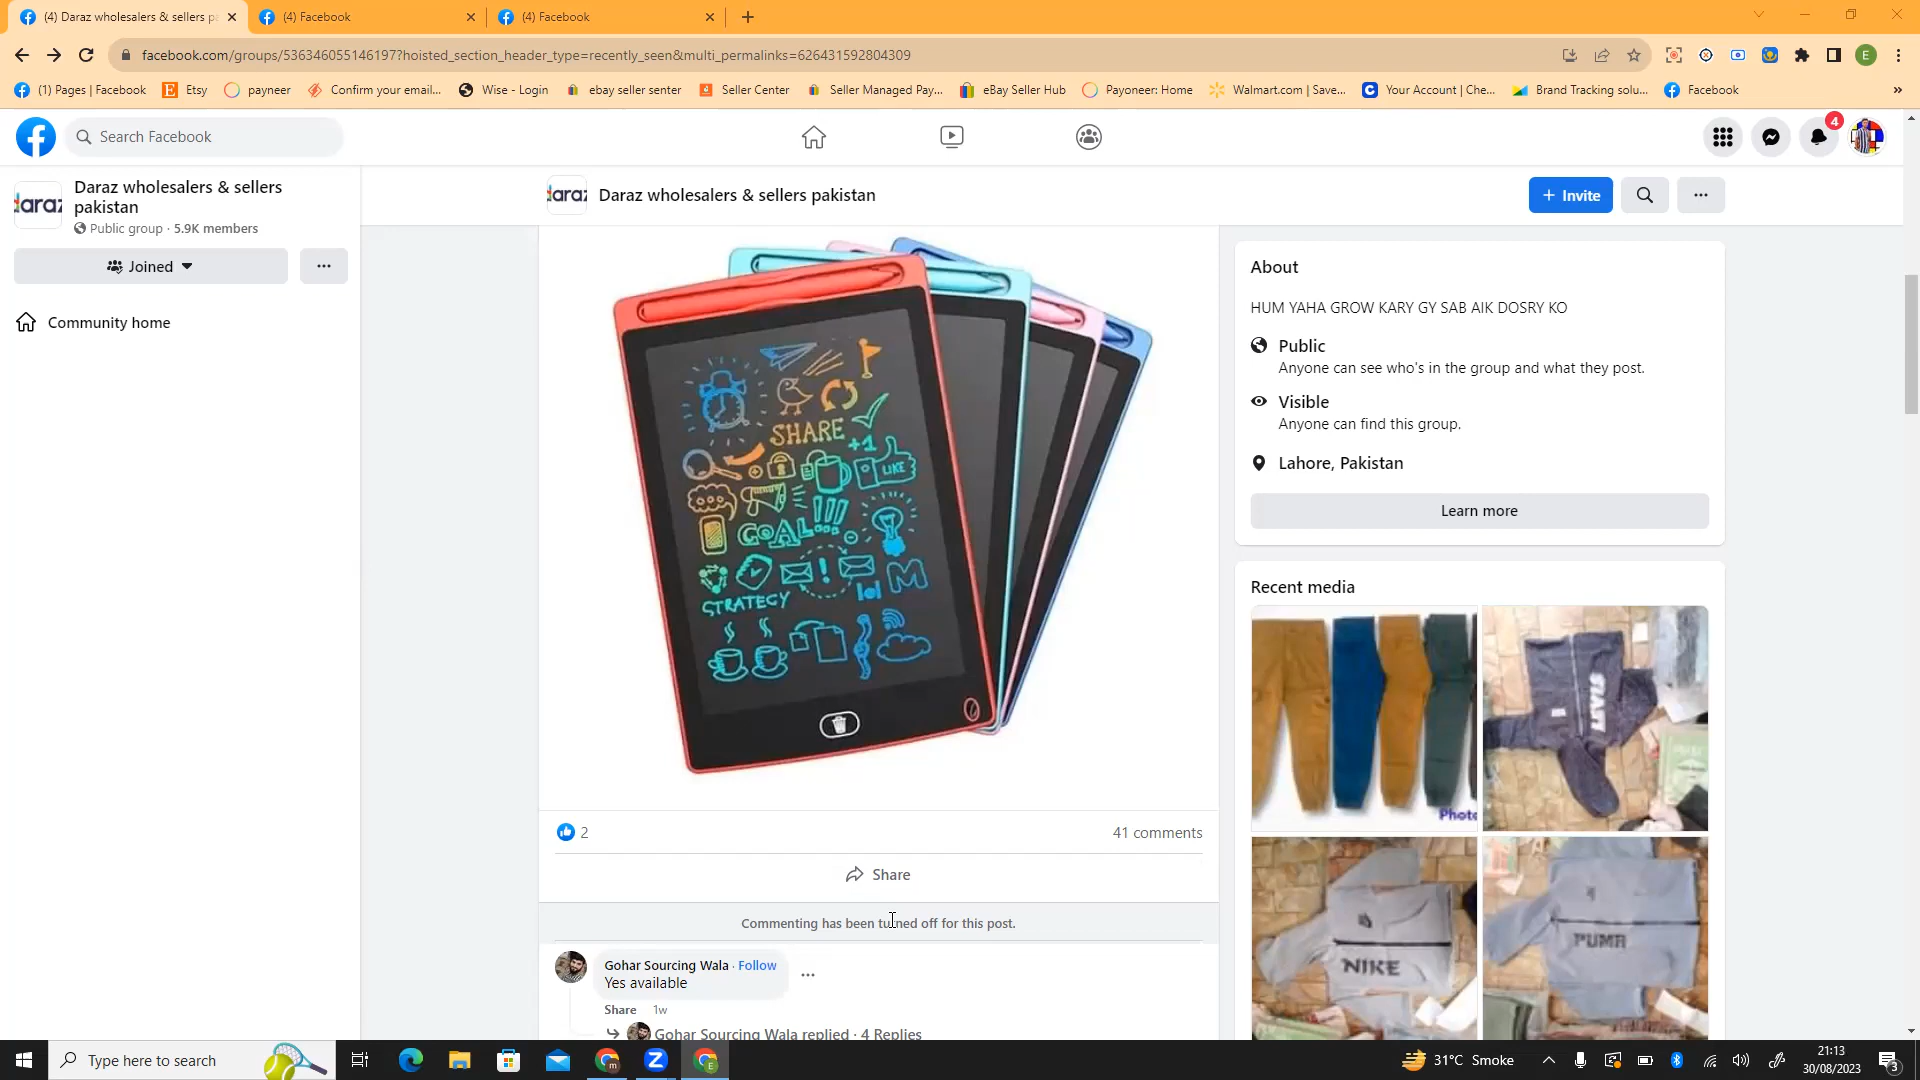 (4) Daraz wholesalers & sellers p
(4) Facebook
(4) Facebook
facebook.com/groups/536346055146197?hoisted_section_header_type=recently_seen&multi_permalinks=626431592804309
E
(1) Pages | Facebook
Etsy
payneer
Confirm your email...
Wise - Login
ebay seller senter
Seller Center
Seller Managed Pay...
eBay Seller Hub
Payoneer: Home
Walmart.com | Save...
Your Account | Che...
Brand Tracking solu...
Facebook
Search Facebook
4
daraz
Daraz wholesalers & sellers
pakistan
Public group · 5.9K members
Joined
Community home
Daraz wholesalers & sellers pakistan
Invite
SHARE
+1
LIKE
GOAL!!!
STRATEGY
lol
M
2
41 comments
Share
Commenting has been turned off for this post.
Gohar Sourcing Wala · Follow
Yes available
Share 1w
Gohar Sourcing Wala replied · 4 Replies
About
HUM YAHA GROW KARY GY SAB AIK DOSRY KO
Public
Anyone can see who's in the group and what they post.
Visible
Anyone can find this group.
Lahore, Pakistan
Learn more
Recent media
Photo
NIKE
PUMA
Type here to search
31°C Smoke
21:13
30/08/2023
3